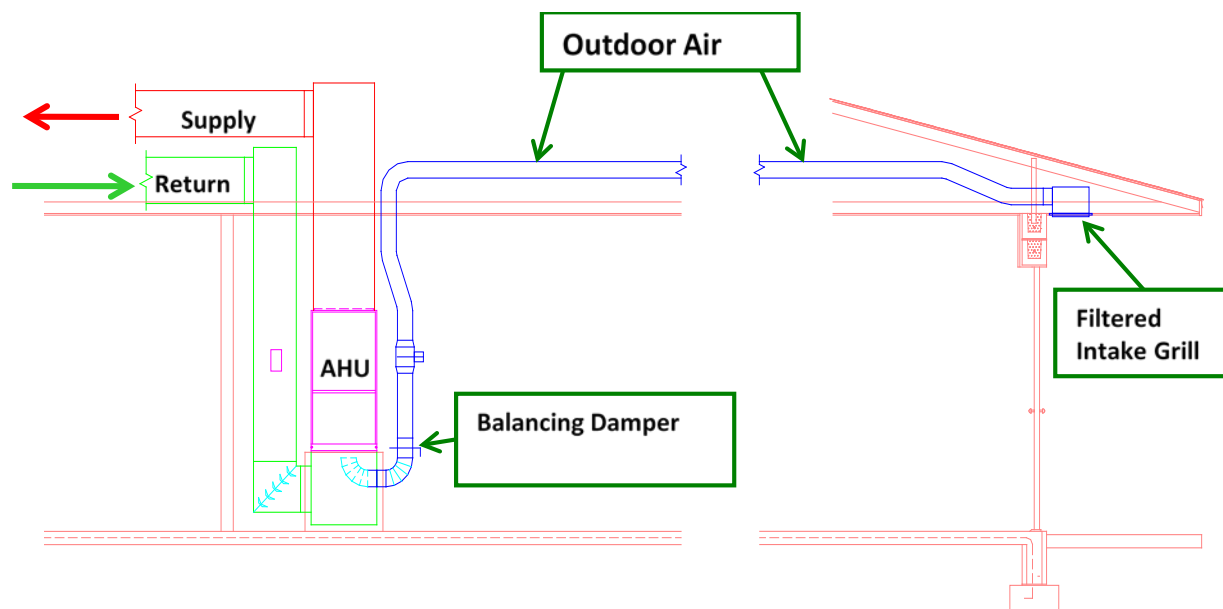 Outdoor Air
Supply
Return
Filtered
Intake Grill
AHU
Balancing Damper